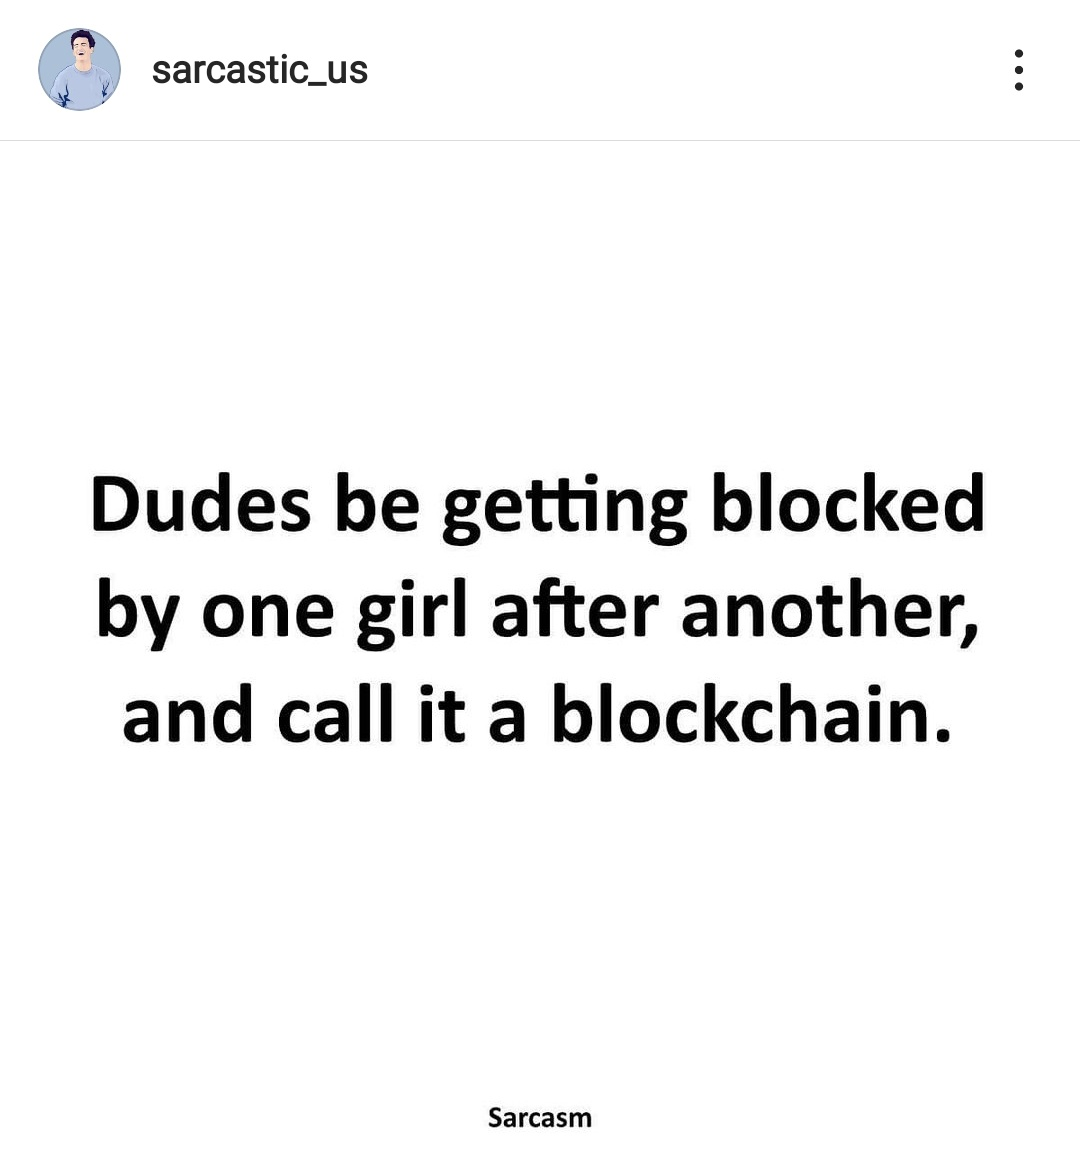 sarcastic_us
Dudes be getting blocked
by one girl after another,
and call it a blockchain.
Sarcasm